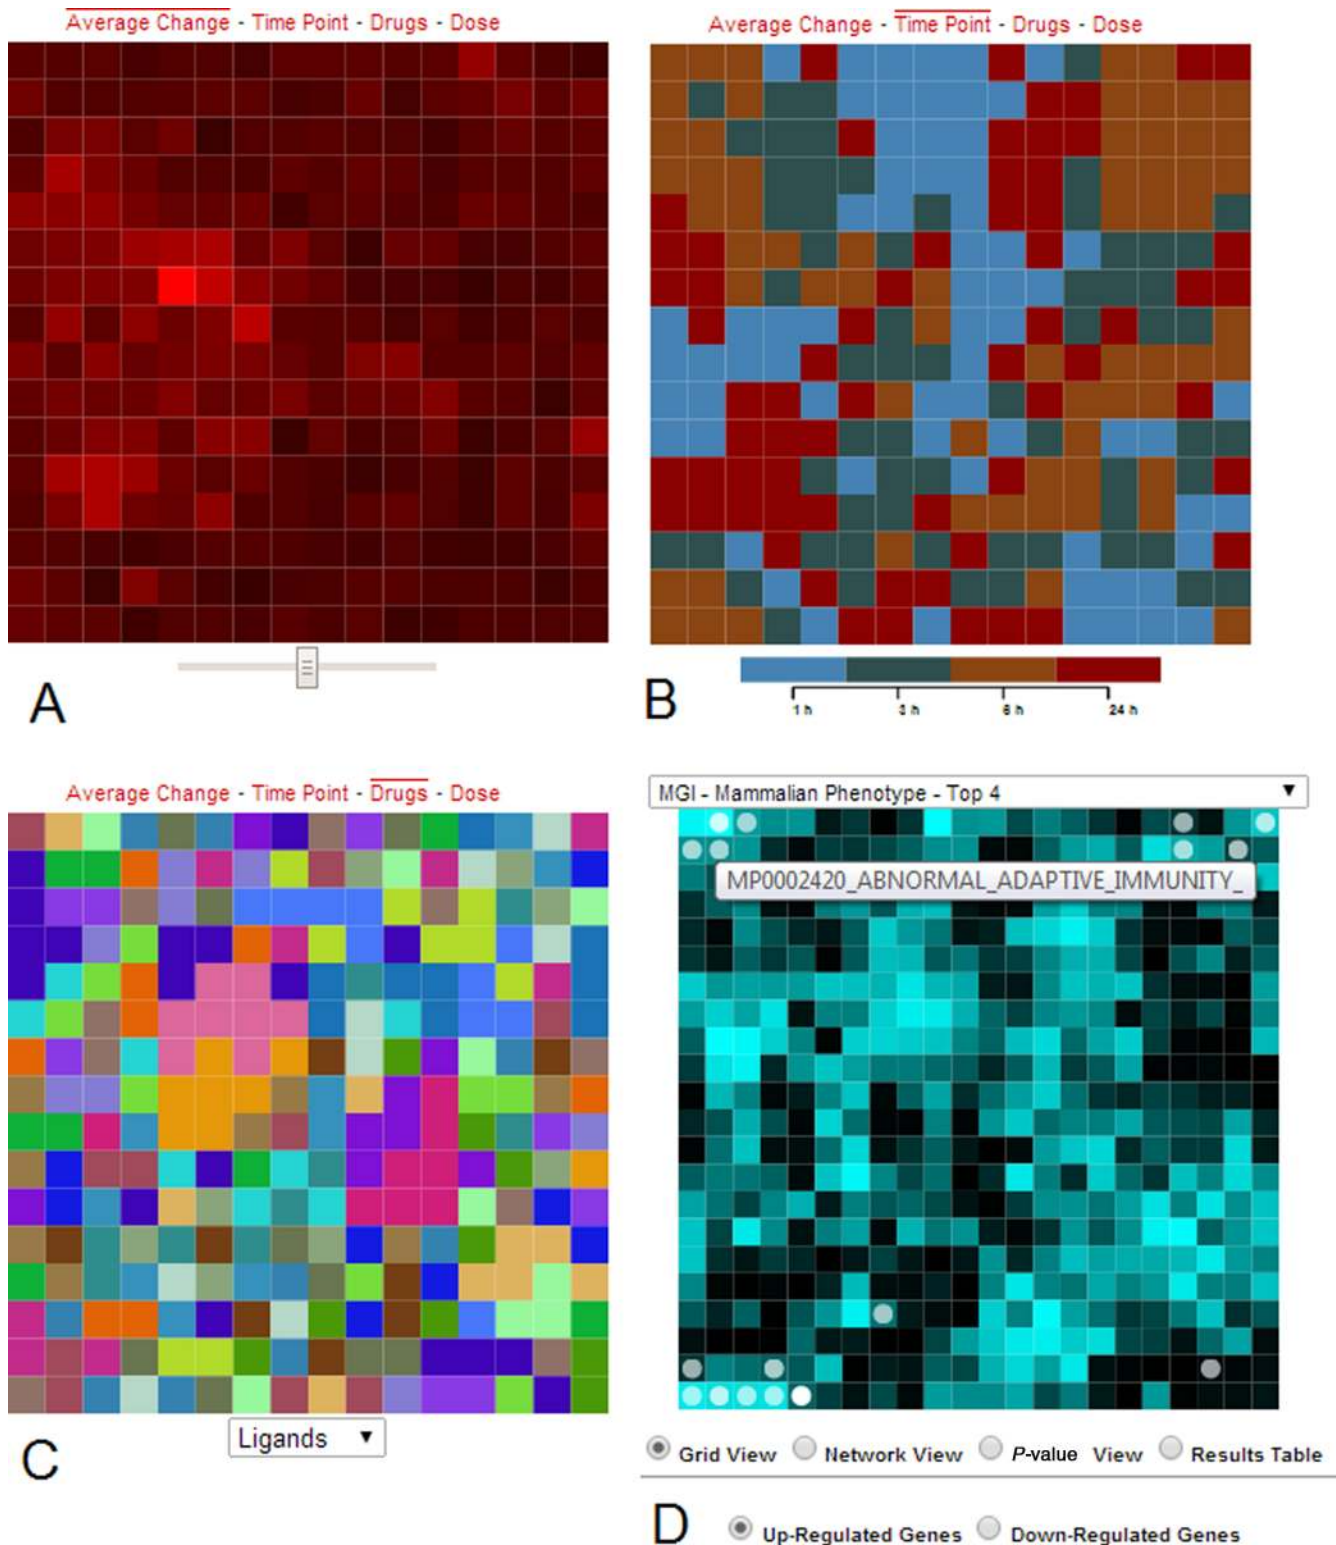 Average Change - Time Point - Drugs - Dose
Average Change - Time Point - Drugs - Dose
A
B
1 h 3 h 6 h 24 h
Average Change - Time Point - Drugs - Dose
Ligands
C
MGI - Mammalian Phenotype - Top 4
MP0002420_ABNORMAL_ADAPTIVE_IMMUNITY_
Grid View Network View P-value View Results Table
D
Up-Regulated Genes Down-Regulated Genes